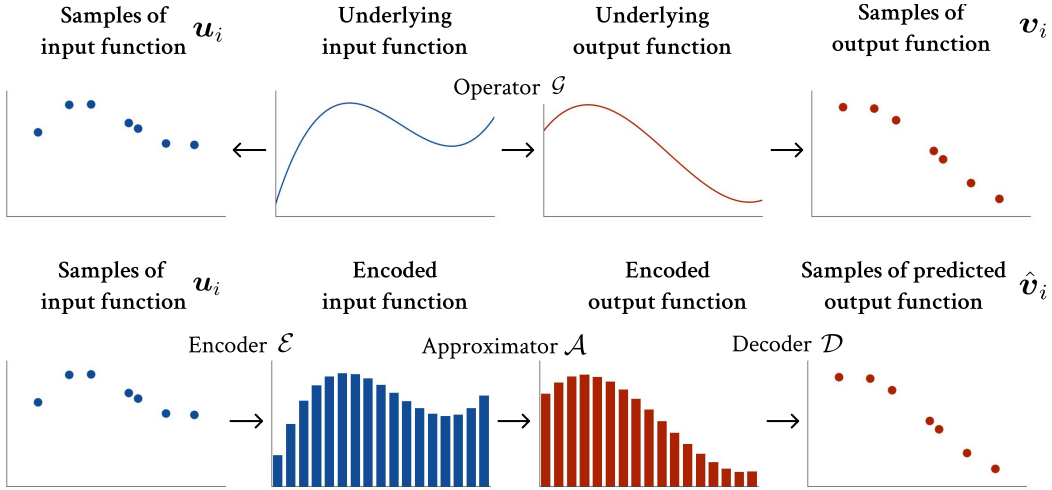 Samples of
input function 𝒖ᵢ
Underlying
input function
Underlying
output function
Samples of
output function 𝒗ᵢ
Operator 𝒢
Samples of
input function 𝒖ᵢ
Encoded
input function
Encoded
output function
Samples of predicted
output function 𝒗̂ᵢ
Encoder ℰ
Approximator 𝒜
Decoder 𝒟